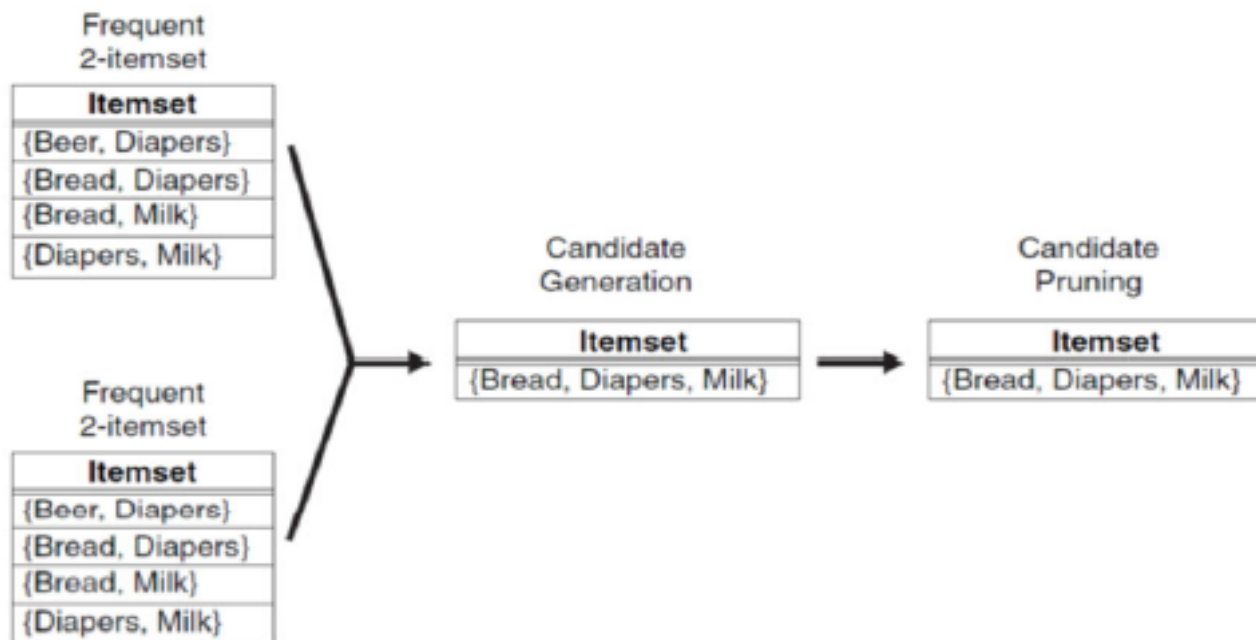 Frequent
2-itemset
Itemset
{Beer, Diapers}
{Bread, Diapers}
{Bread, Milk}
{Diapers, Milk}
Frequent
2-itemset
Itemset
{Beer, Diapers}
{Bread, Diapers}
{Bread, Milk}
{Diapers, Milk}
Candidate
Generation
Itemset
{Bread, Diapers, Milk}
Candidate
Pruning
Itemset
{Bread, Diapers, Milk}